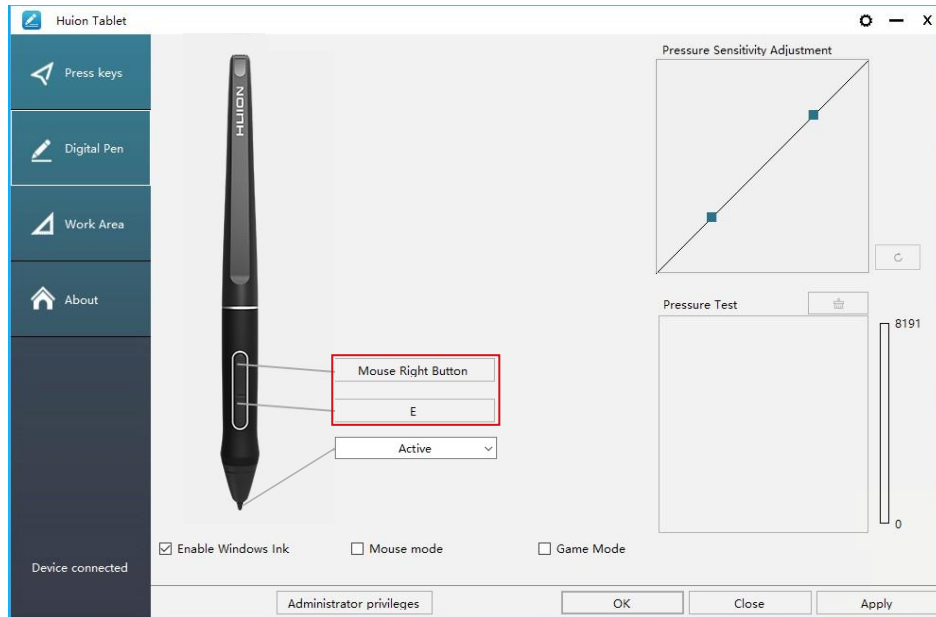 Huion Tablet
Press keys
Digital Pen
Work Area
About
Device connected
HUION
Mouse Right Button
E
Active
Enable Windows Ink
Mouse mode
Game Mode
Pressure Sensitivity Adjustment
Pressure Test
8191
0
Administrator privileges
OK
Close
Apply